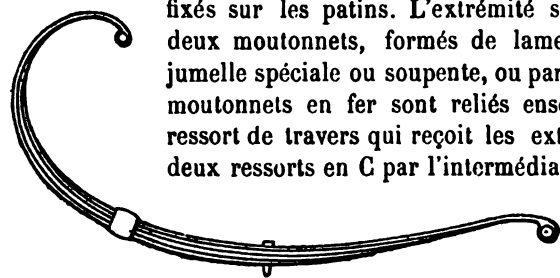 fixés sur les patins. L'extrémité s
deux moutonnets, formés de lame
jumelle spéciale ou soupente, ou par
moutonnets en fer sont reliés ens
ressort de travers qui reçoit les ext
deux ressorts en C par l'intermédia